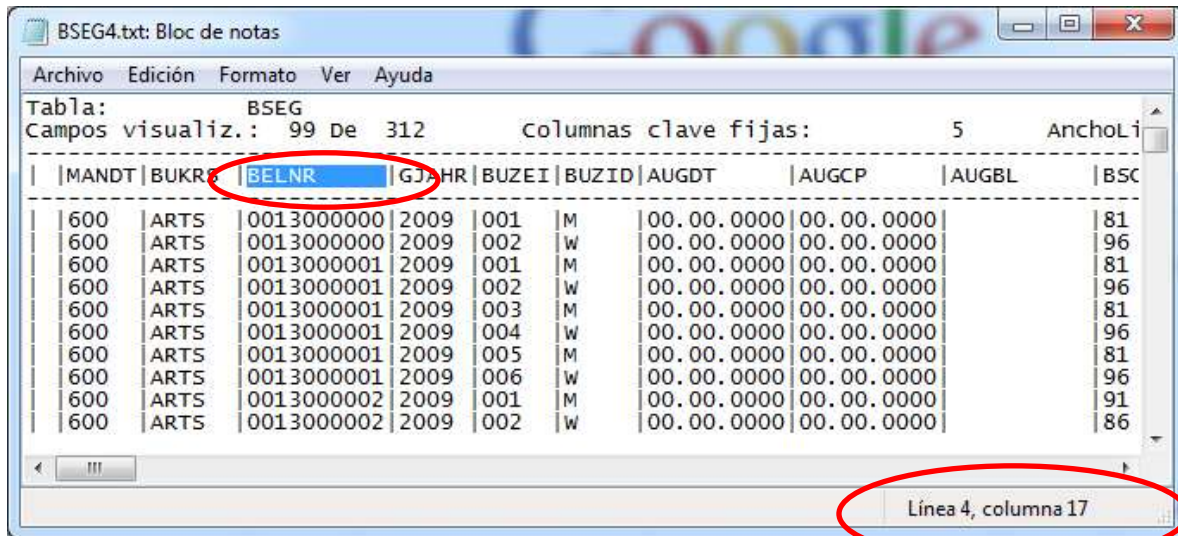 BSEG4.txt: Bloc de notas
Google
Archivo Edición Formato Ver Ayuda
Tabla: BSEG
Campos visualiz.: 99 De 312 Columnas clave fijas: 5 AnchoLi
| |MANDT|BUKRS |BELNR |GJAHR|BUZEI|BUZID|AUGDT |AUGCP |AUGBL |BSC
| |600 |ARTS |0013000000|2009 |001 |M |00.00.0000|00.00.0000| |81
| |600 |ARTS |0013000000|2009 |002 |W |00.00.0000|00.00.0000| |96
| |600 |ARTS |0013000001|2009 |001 |M |00.00.0000|00.00.0000| |81
| |600 |ARTS |0013000001|2009 |002 |W |00.00.0000|00.00.0000| |96
| |600 |ARTS |0013000001|2009 |003 |M |00.00.0000|00.00.0000| |81
| |600 |ARTS |0013000001|2009 |004 |W |00.00.0000|00.00.0000| |96
| |600 |ARTS |0013000001|2009 |005 |M |00.00.0000|00.00.0000| |81
| |600 |ARTS |0013000001|2009 |006 |W |00.00.0000|00.00.0000| |96
| |600 |ARTS |0013000002|2009 |001 |M |00.00.0000|00.00.0000| |91
| |600 |ARTS |0013000002|2009 |002 |W |00.00.0000|00.00.0000| |86
Línea 4, columna 17